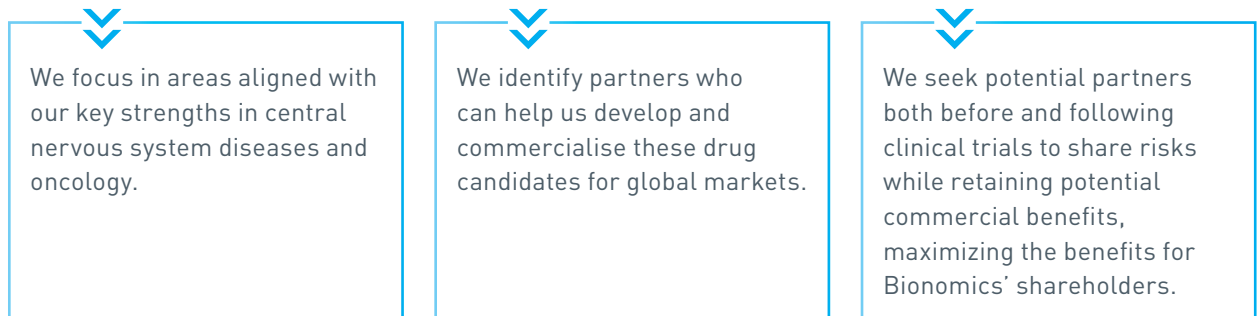 We focus in areas aligned with
our key strengths in central
nervous system diseases and
oncology.
We identify partners who
can help us develop and
commercialise these drug
candidates for global markets.
We seek potential partners
both before and following
clinical trials to share risks
while retaining potential
commercial benefits,
maximizing the benefits for
Bionomics’ shareholders.